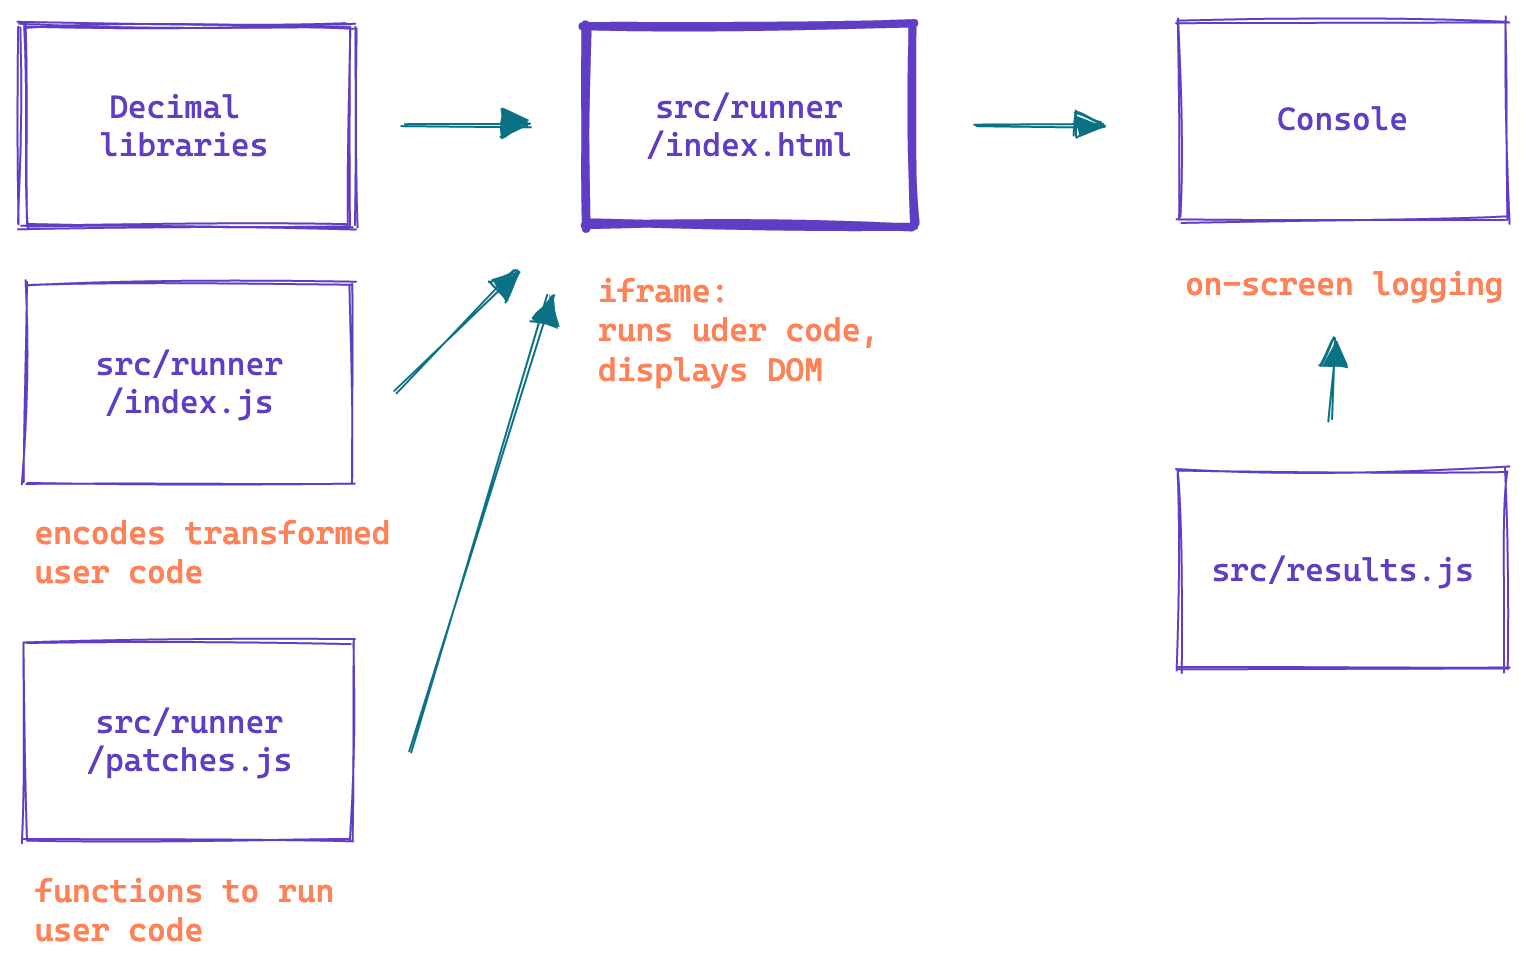 Decimal
libraries
src/runner
/index.html
Console
iframe:
runs uder code,
displays DOM
on-screen logging
src/runner
/index.js
encodes transformed
user code
src/results.js
src/runner
/patches.js
functions to run
user code